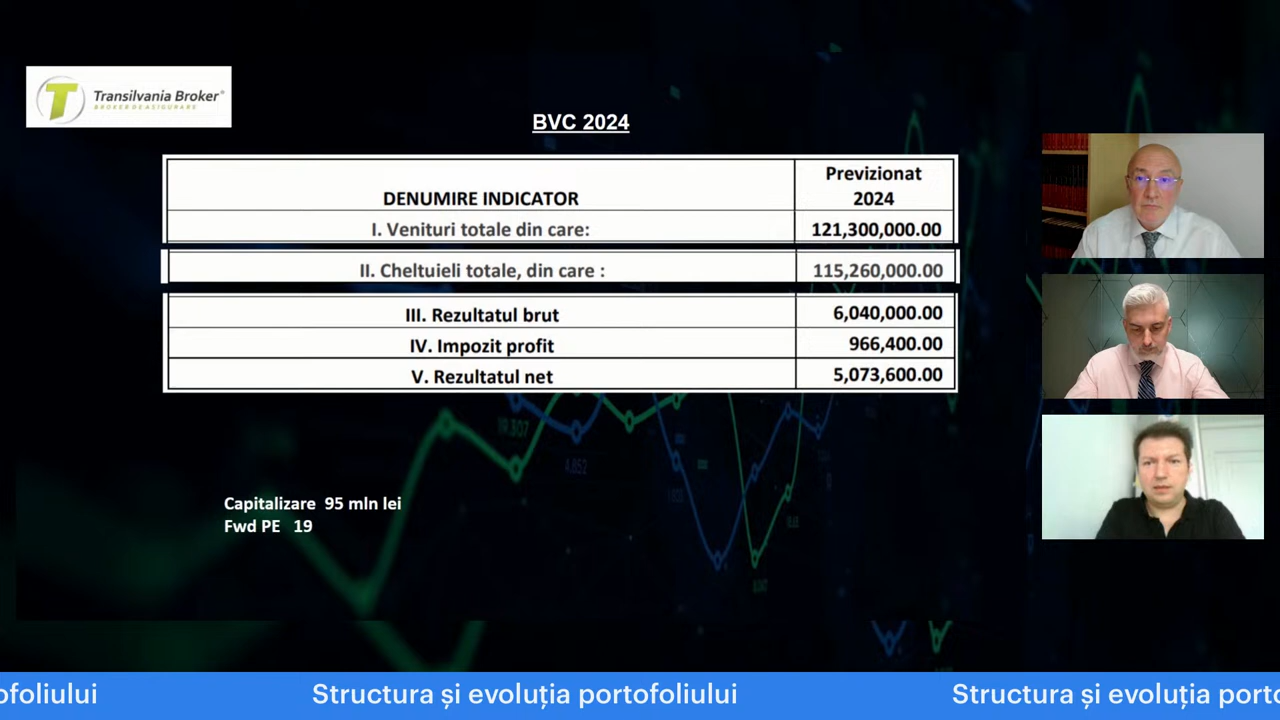 Transilvania Broker®
BROKER DE ASIGURARE
BVC 2024
DENUMIRE INDICATOR
Previzionat
2024
I. Venituri totale din care: 121,300,000.00
II. Cheltuieli totale, din care : 115,260,000.00
III. Rezultatul brut 6,040,000.00
IV. Impozit profit 966,400.00
V. Rezultatul net 5,073,600.00
Capitalizare 95 mln lei
Fwd PE 19
ofoliului Structura și evoluția portofoliului Structura și evoluția porto